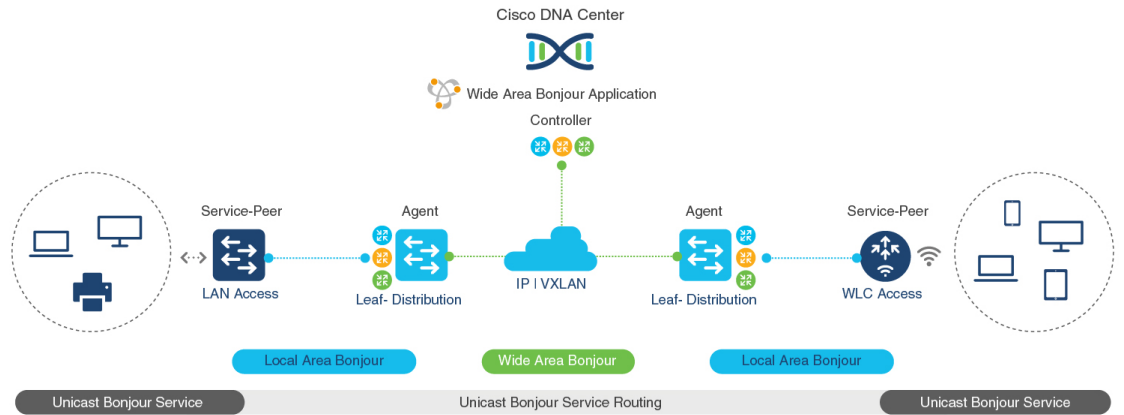 Cisco DNA Center
Wide Area Bonjour Application
Controller
Service-Peer
Agent
Agent
Service-Peer
LAN Access
Leaf- Distribution
IP | VXLAN
Leaf- Distribution
WLC Access
Local Area Bonjour
Wide Area Bonjour
Local Area Bonjour
Unicast Bonjour Service
Unicast Bonjour Service Routing
Unicast Bonjour Service